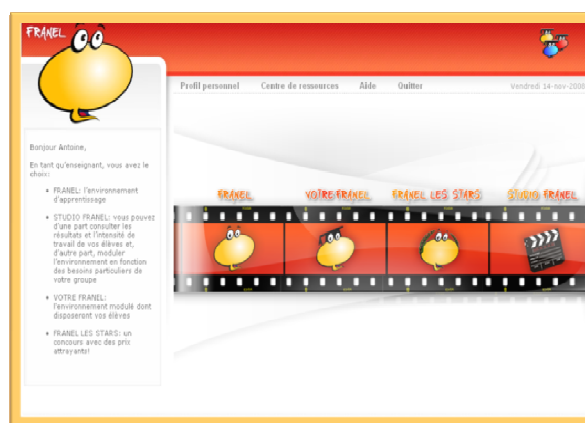 FRANEL
Profil personnel Centre de ressources Aide Quitter Vendredi 14-nov-2008
Bonjour Antoine,
En tant qu'enseignant, vous avez le
choix:
FRANEL: l'environnement
d'apprentissage
STUDIO FRANEL: vous pouvez
d'une part consulter les
résultats et l'intensité de
travail de vos élèves et,
d'autre part, moduler
l'environnement en fonction
des besoins particuliers de
votre groupe
VOTRE FRANEL:
l'environnement modulé dont
disposeront vos élèves
FRANEL LES STARS: un
concours avec des prix
attrayants!
FRANEL VOTRE FRANEL FRANEL LES STARS STUDIO FRANEL